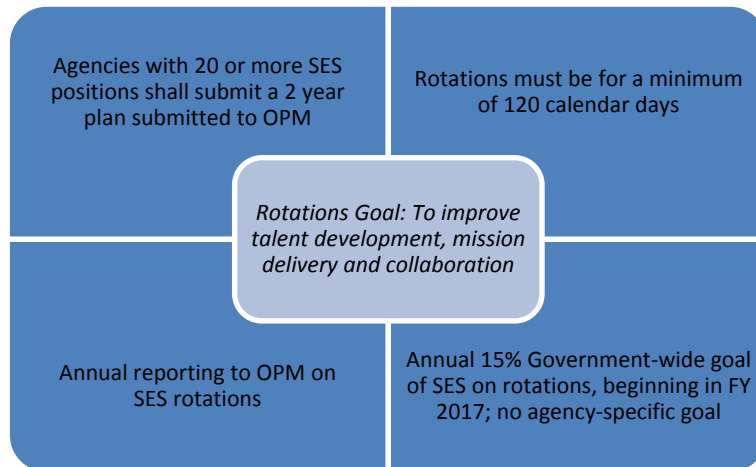 Agencies with 20 or more SES
positions shall submit a 2 year
plan submitted to OPM
Rotations must be for a minimum
of 120 calendar days
Rotations Goal: To improve
talent development, mission
delivery and collaboration
Annual reporting to OPM on
SES rotations
Annual 15% Government-wide goal
of SES on rotations, beginning in FY
2017; no agency-specific goal